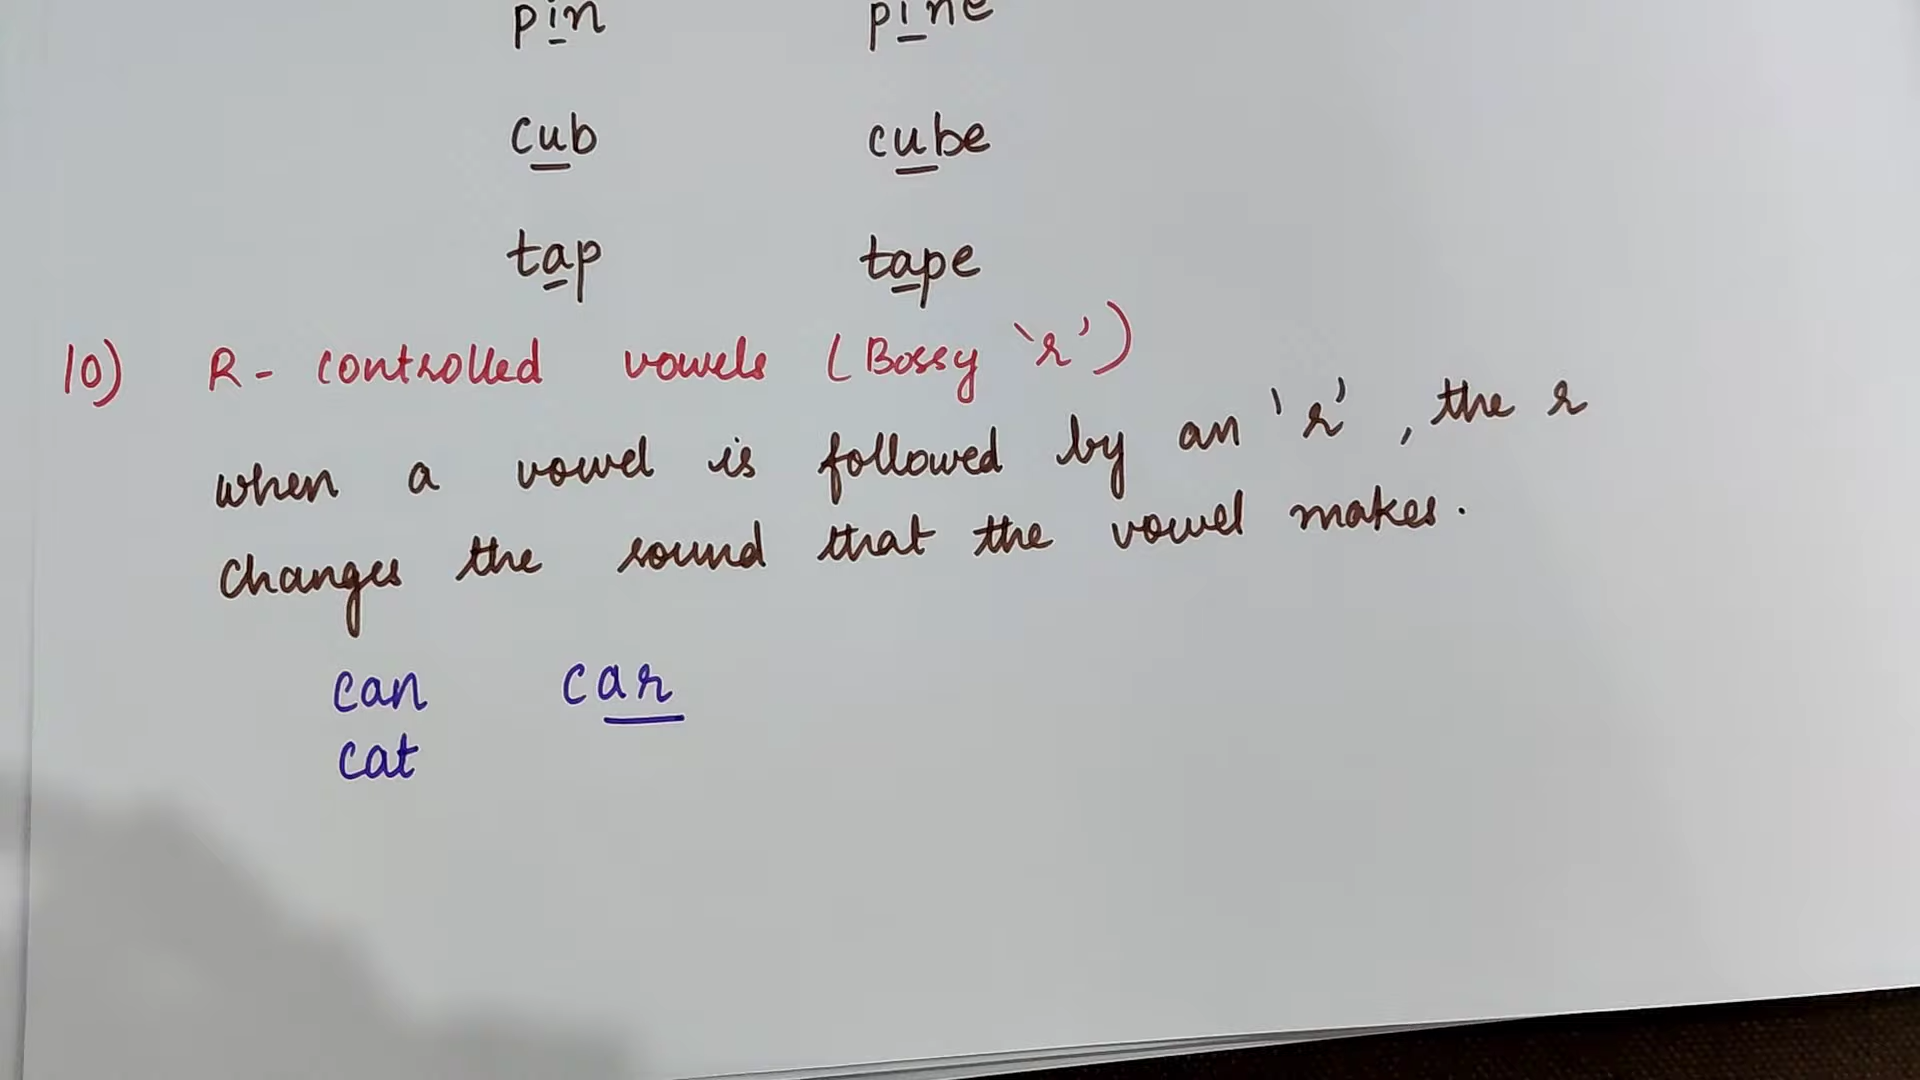 pin pine
cub cube
tap tape
10) R- controlled vowels (Bossy 'r')
when a vowel is followed by an 'r', the r
changes the sound that the vowel makes.
can car
cat